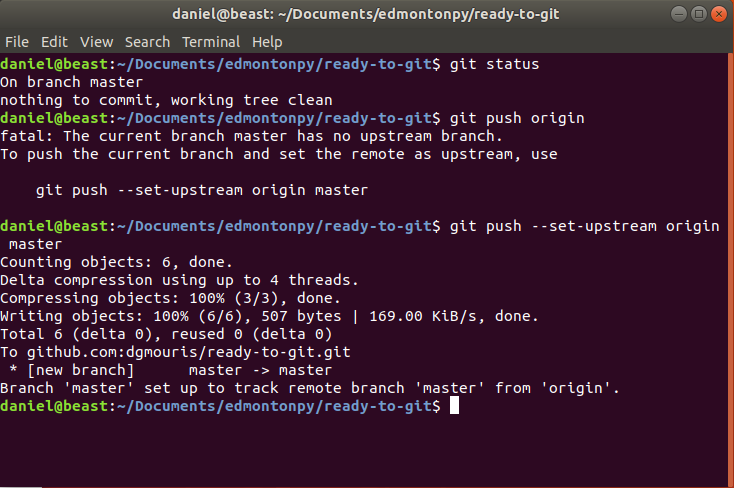 daniel@beast: ~/Documents/edmontonpy/ready-to-git
File Edit View Search Terminal Help
daniel@beast:~/Documents/edmontonpy/ready-to-git$ git status
On branch master
nothing to commit, working tree clean
daniel@beast:~/Documents/edmontonpy/ready-to-git$ git push origin
fatal: The current branch master has no upstream branch.
To push the current branch and set the remote as upstream, use

    git push --set-upstream origin master

daniel@beast:~/Documents/edmontonpy/ready-to-git$ git push --set-upstream origin
 master
Counting objects: 6, done.
Delta compression using up to 4 threads.
Compressing objects: 100% (3/3), done.
Writing objects: 100% (6/6), 507 bytes | 169.00 KiB/s, done.
Total 6 (delta 0), reused 0 (delta 0)
To github.com:dgmouris/ready-to-git.git
 * [new branch]      master -> master
Branch 'master' set up to track remote branch 'master' from 'origin'.
daniel@beast:~/Documents/edmontonpy/ready-to-git$